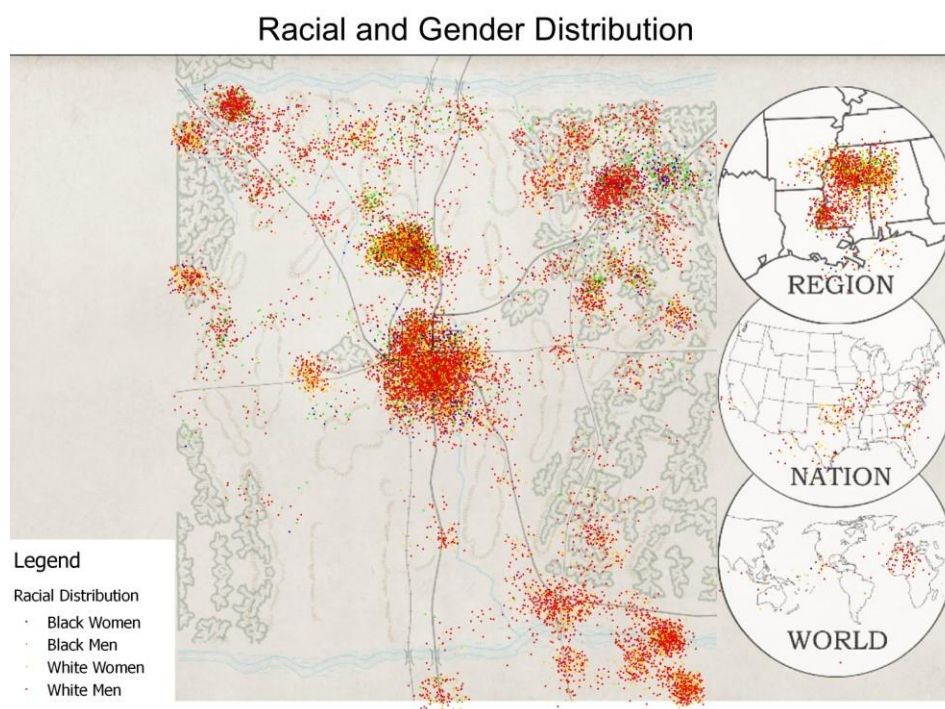 Racial and Gender Distribution
REGION
NATION
WORLD
Legend
Racial Distribution
Black Women
Black Men
White Women
White Men